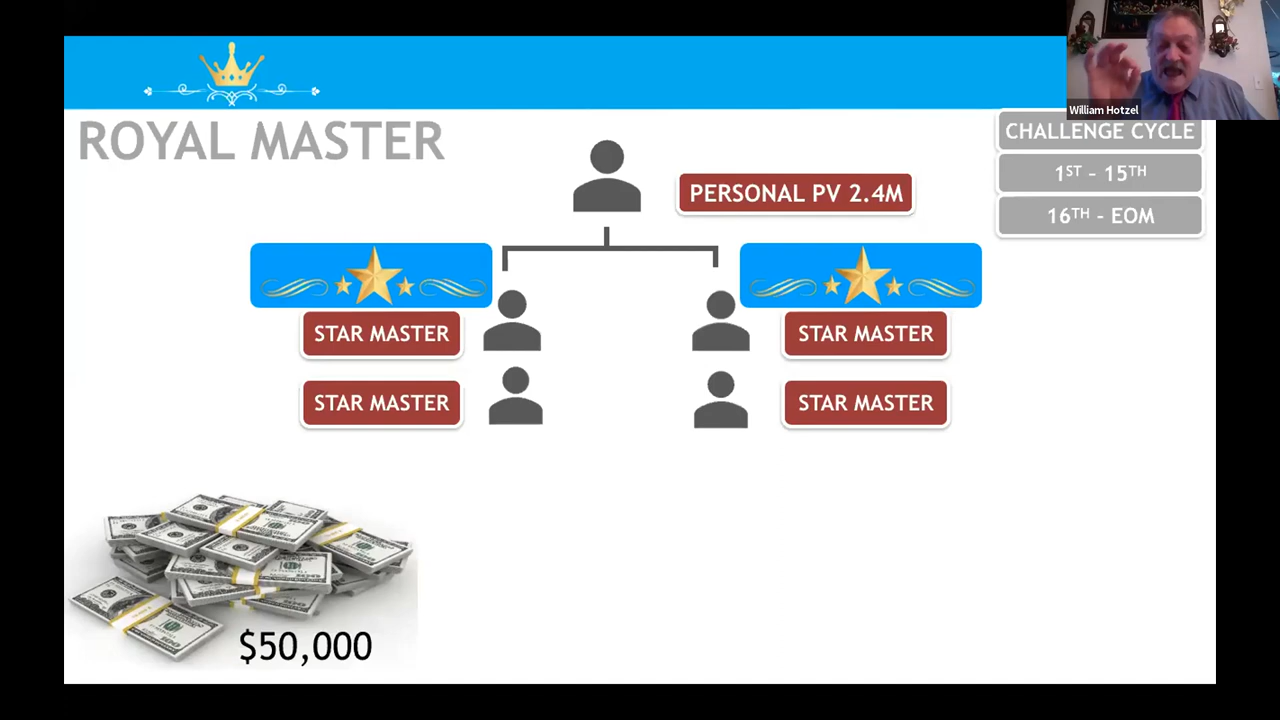 William Hotzel
ROYAL MASTER
CHALLENGE CYCLE
1ST – 15TH
16TH – EOM
PERSONAL PV 2.4M
STAR MASTER
STAR MASTER
STAR MASTER
STAR MASTER
$50,000